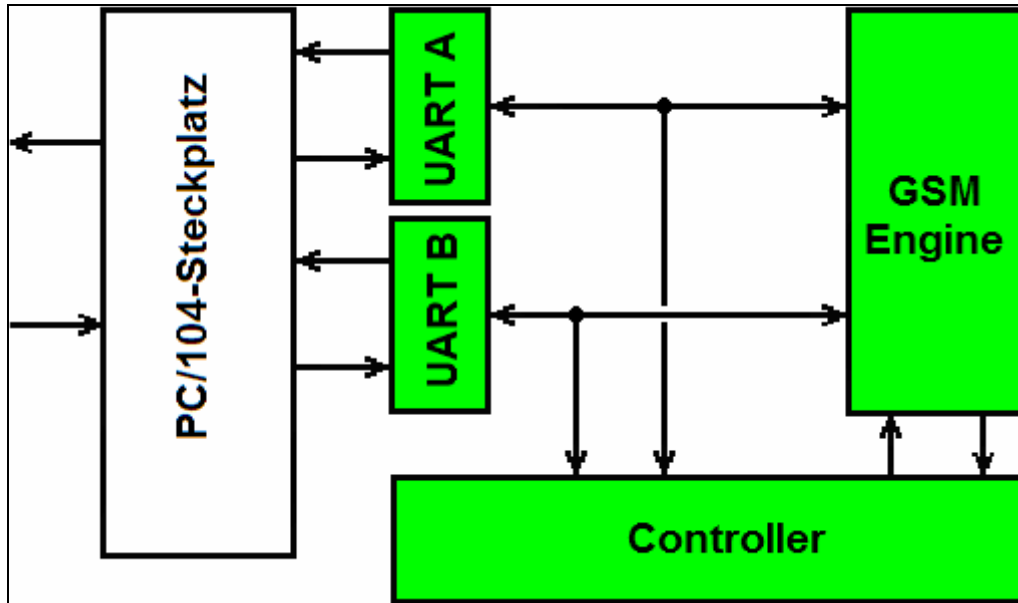 PC/104-Steckplatz
UART A
UART B
GSM
Engine
Controller